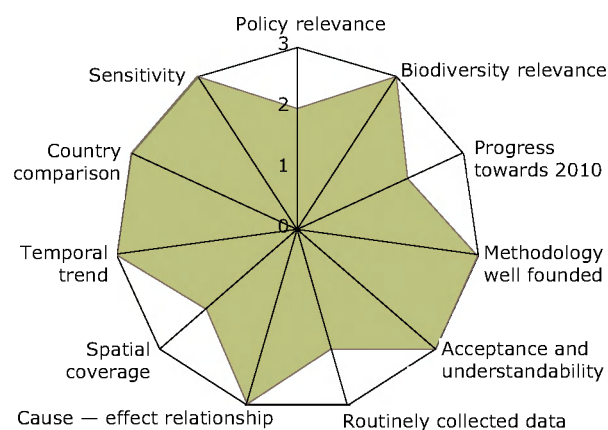 Policy relevance
3
Biodiversity relevance
Sensitivity
2
Progress
towards 2010
Country
comparison
1
0
Methodology
well founded
Temporal
trend
Acceptance and
understandability
Spatial
coverage
Routinely collected data
Cause — effect relationship